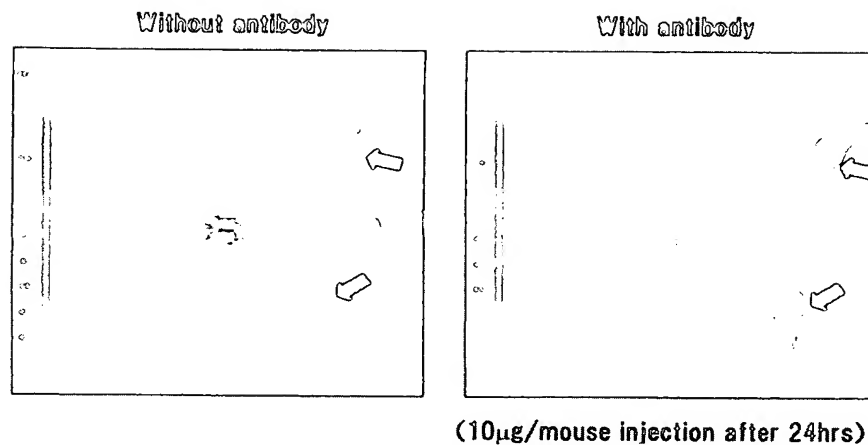 Without antibody
With antibody
(10μg/mouse injection after 24hrs)